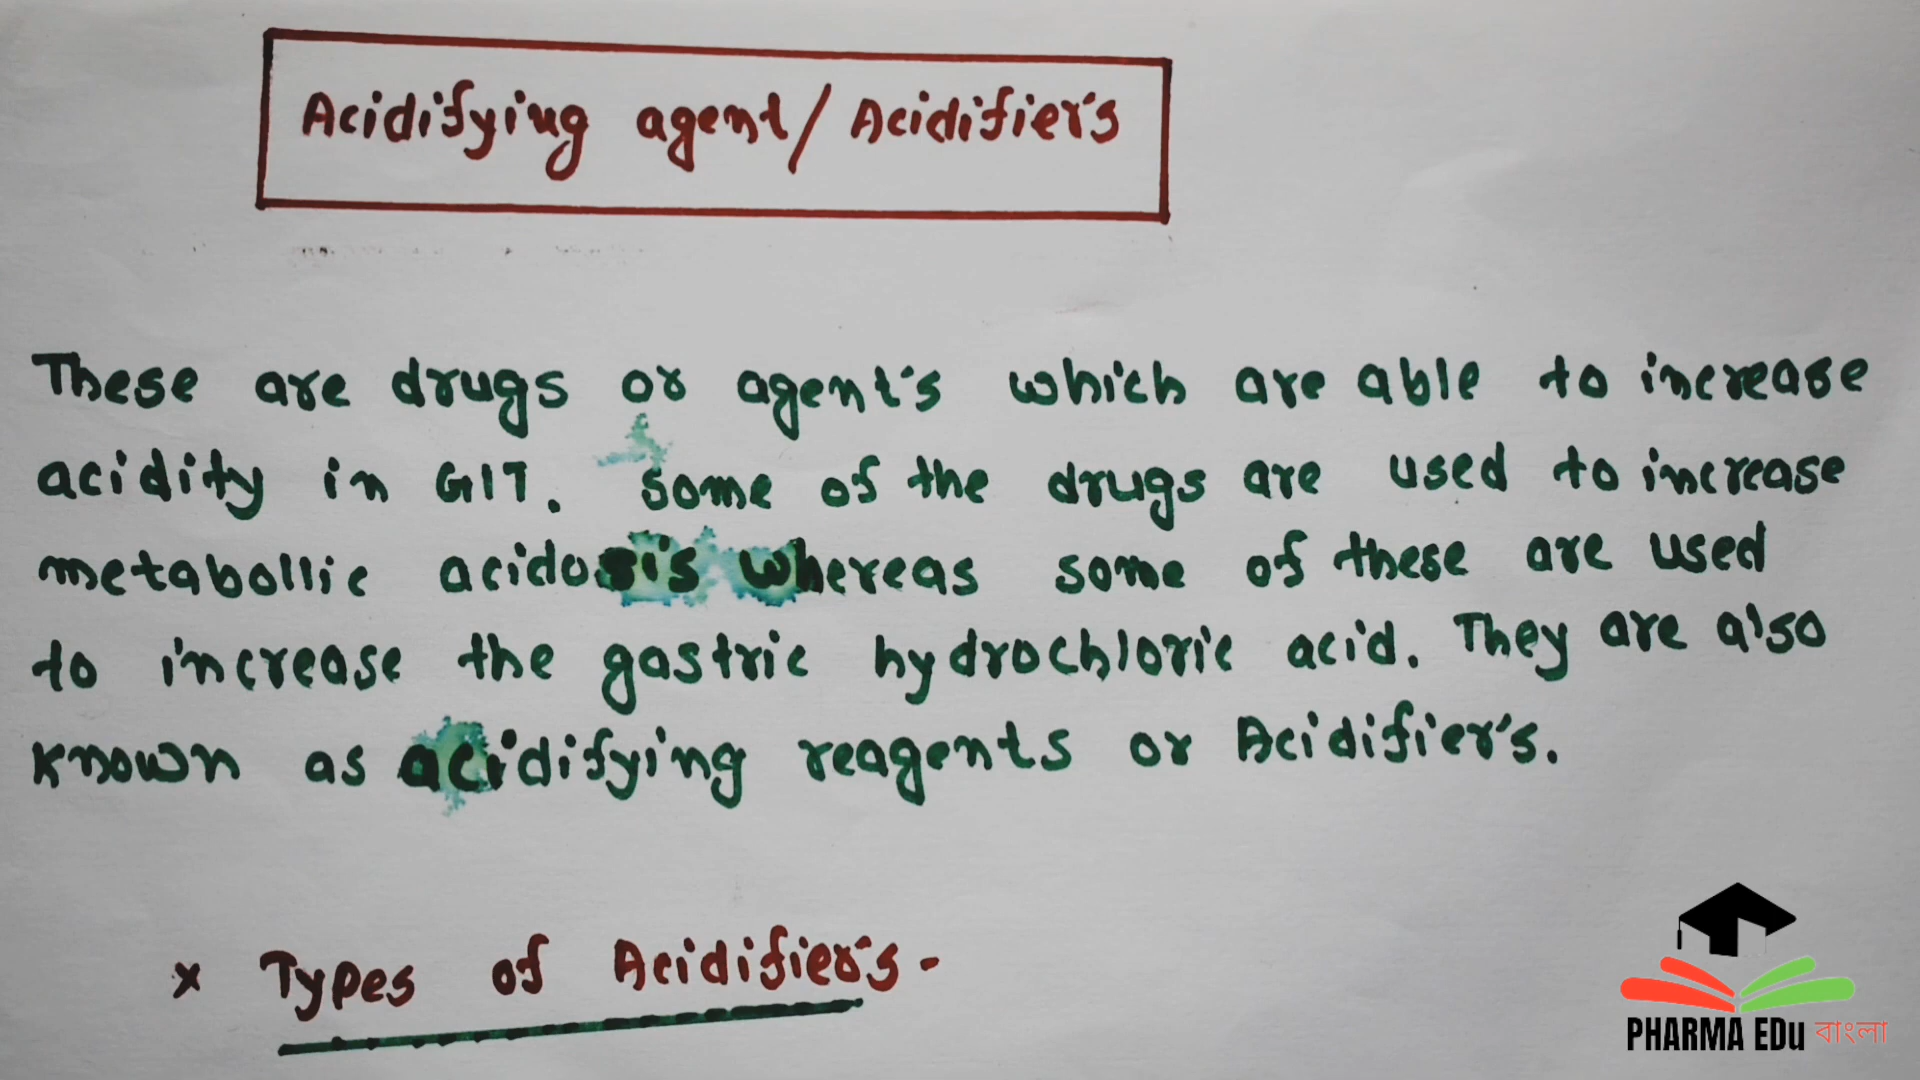 Acidifying agent/ Acidifier's
These are drugs or agent's which are able to increase
acidity in GIT. Some of the drugs are used to increase
metabollic acidosis whereas some of these are used
to increase the gastric hydrochloric acid. They are also
known as acidifying reagents or Acidifier's.
x Types of Acidifier's -
PHARMA EDu বাংলা